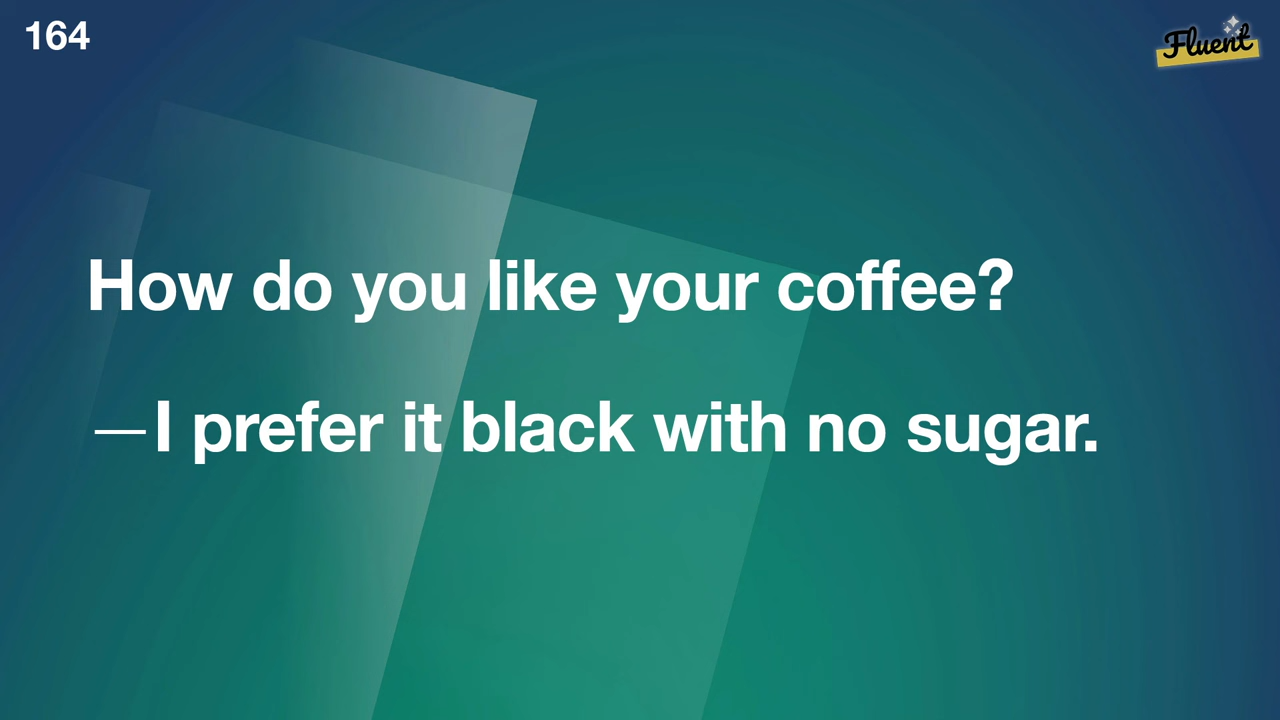 164
Fluent
How do you like your coffee?
—I prefer it black with no sugar.